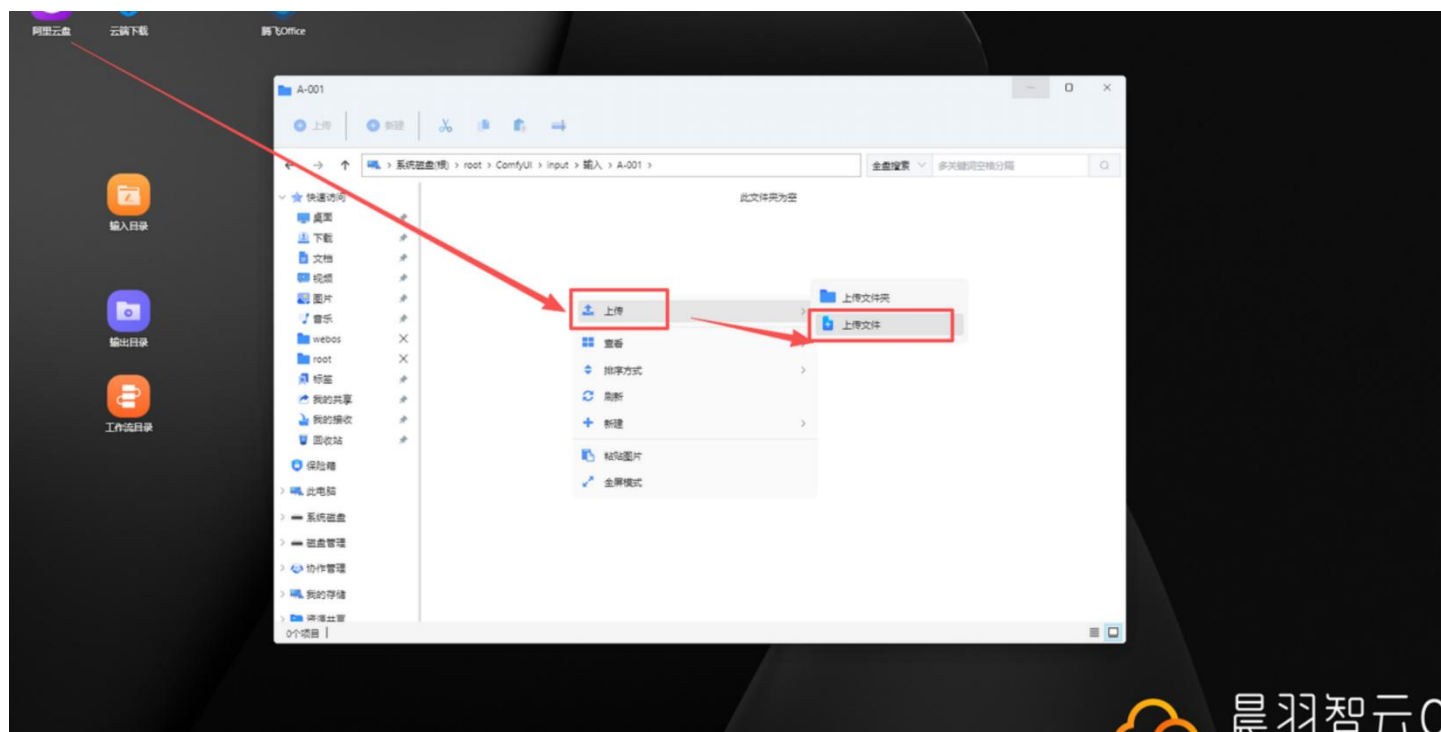 阿里云盘 云端下载 腾飞Office
A-001
上传 新建
系统磁盘(根) > root > ComfyUI > input > 输入 > A-001 >
全盘搜索 多关键词空格分隔
快速访问
此文件夹为空
桌面
下载
文档
视频
图片
音乐
webos
root
标签
我的共享
我的接收
回收站
保险箱
此电脑
系统磁盘
磁盘管理
协作管理
我的存储
资源共享
0个项目
输入目录
输出目录
工作流目录
上传
查看
排序方式
刷新
新建
粘贴图片
全屏模式
上传文件夹
上传文件
晨羽智云